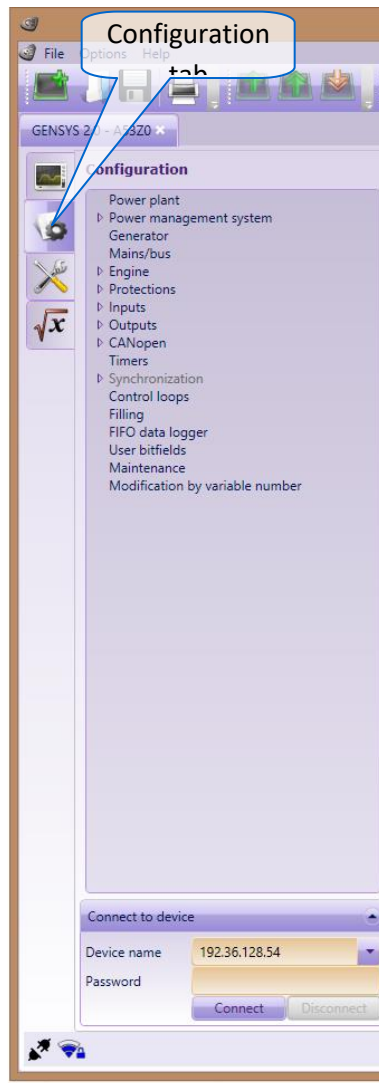 Configuration
tab
File Options Help
GENSYS 2.0 - A53Z0
Configuration
Power plant
Power management system
Generator
Mains/bus
Engine
Protections
Inputs
Outputs
CANopen
Timers
Synchronization
Control loops
Filling
FIFO data logger
User bitfields
Maintenance
Modification by variable number
Connect to device
Device name 192.36.128.54
Password
Connect Disconnect